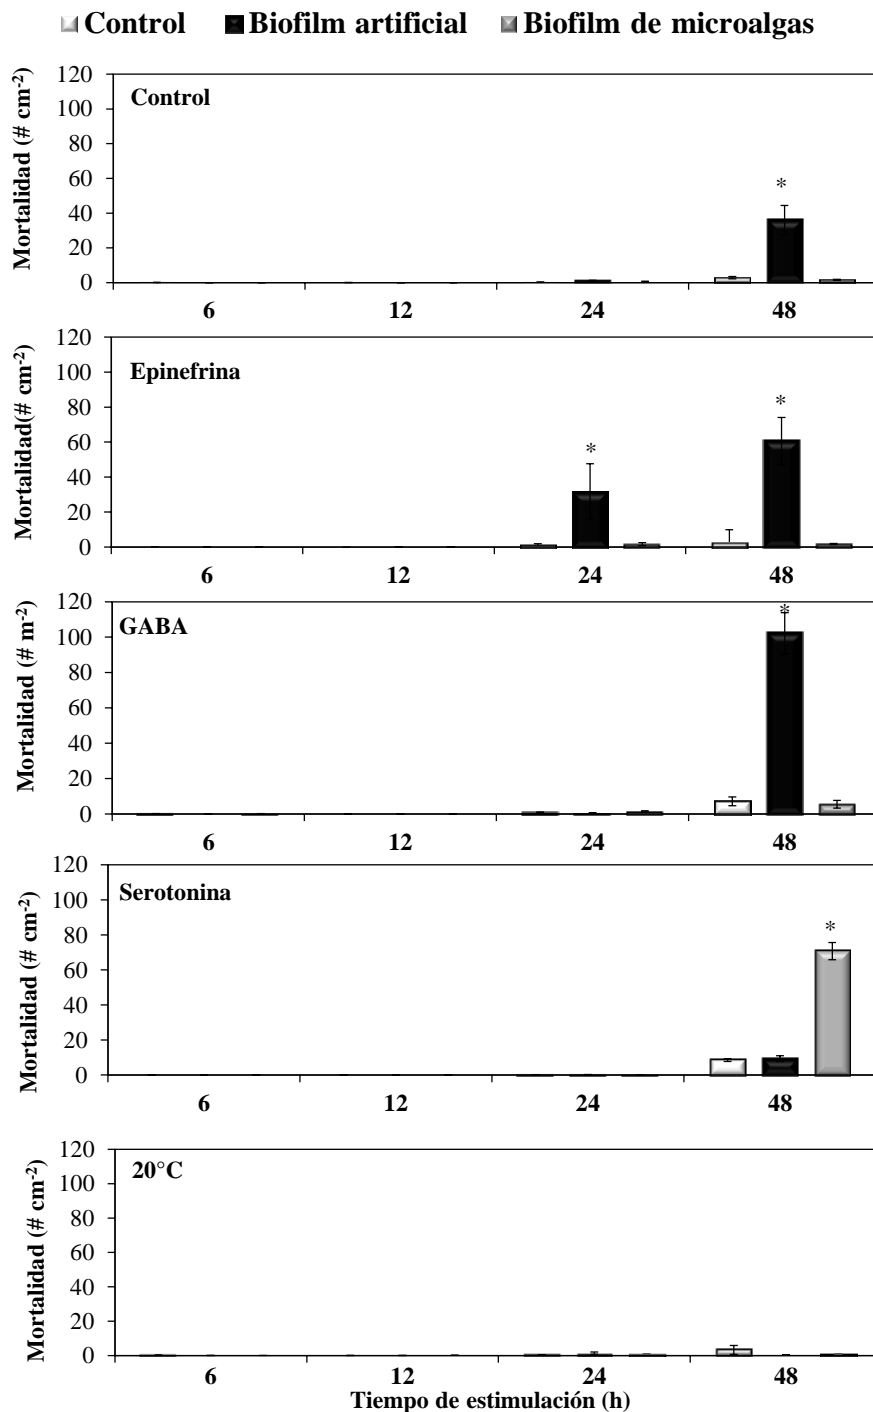 Control Biofilm artificial Biofilm de microalgas
Mortalidad (# cm-2)
120
100
80
60
40
20
0
Control
*
6 12 24 48
Mortalidad(# cm-2)
120
100
80
60
40
20
0
Epinefrina
*
*
6 12 24 48
Mortalidad (# m-2)
120
100
80
60
40
20
0
GABA
*
6 12 24 48
Mortalidad (# cm-2)
120
100
80
60
40
20
0
Serotonina
*
6 12 24 48
Mortalidad (# cm-2)
120
100
80
60
40
20
0
20°C
6 12 24 48
Tiempo de estimulación (h)